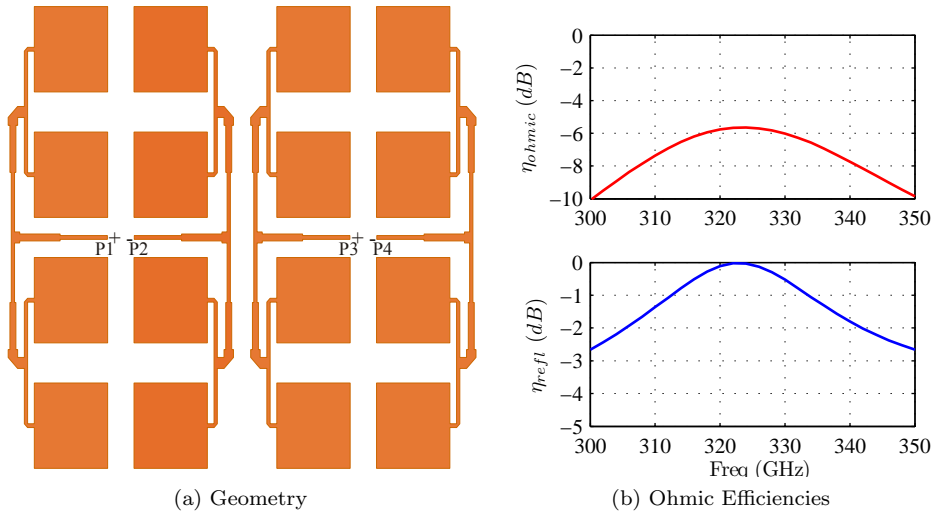 P1 + - P2
P3 + - P4
(a) Geometry
η_ohmic (dB)
0
−2
−4
−6
−8
−10
300 310 320 330 340 350
η_refl (dB)
0
−1
−2
−3
−4
−5
300 310 320 330 340 350
Freq (GHz)
(b) Ohmic Efficiencies